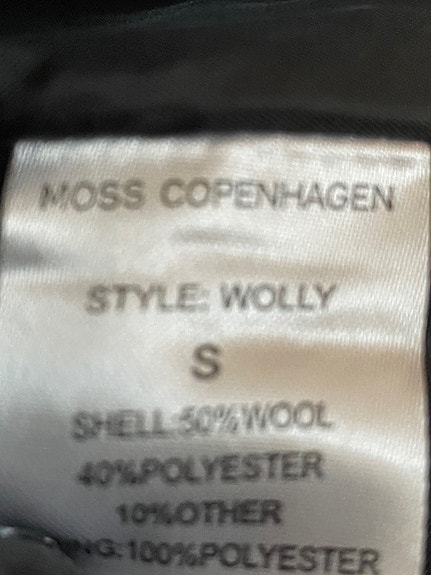 MOSS COPENHAGEN
STYLE: WOLLY
S
SHELL:50%WOOL
40%POLYESTER
10%OTHER
100%POLYESTER